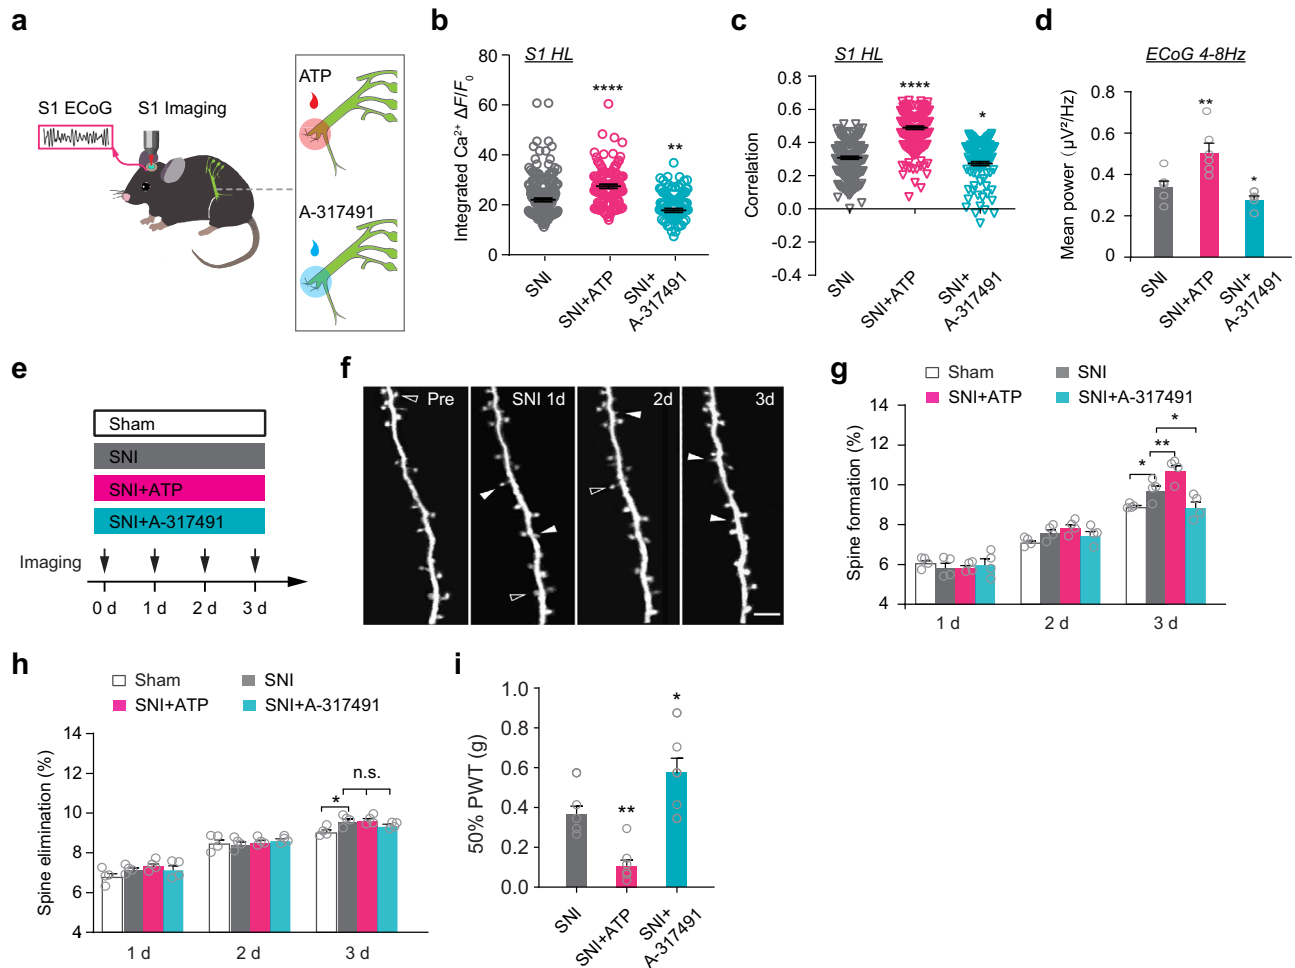 a
S1 ECoG
S1 Imaging
ATP
A-317491
b
S1 HL
Integrated Ca²⁺ ΔF/F₀
80
60
40
20
0
****
**
SNI
SNI+ATP
SNI+
A-317491
c
S1 HL
Correlation
0.8
0.6
0.4
0.2
0.0
-0.4
****
*
SNI
SNI+ATP
SNI+
A-317491
d
ECoG 4-8Hz
Mean power (μV²/Hz)
0.8
0.6
0.4
0.2
0
**
*
SNI
SNI+ATP
SNI+
A-317491
e
Sham
SNI
SNI+ATP
SNI+A-317491
Imaging
0 d
1 d
2 d
3 d
f
Pre
SNI 1d
2d
3d
g
Sham
SNI
SNI+ATP
SNI+A-317491
Spine formation (%)
14
12
10
8
6
4
*
**
*
1 d
2 d
3 d
h
Sham
SNI
SNI+ATP
SNI+A-317491
Spine elimination (%)
14
12
10
8
6
4
n.s.
*
1 d
2 d
3 d
i
50% PWT (g)
1.0
0.8
0.6
0.4
0.2
0.0
*
**
SNI
SNI+ATP
SNI+
A-317491